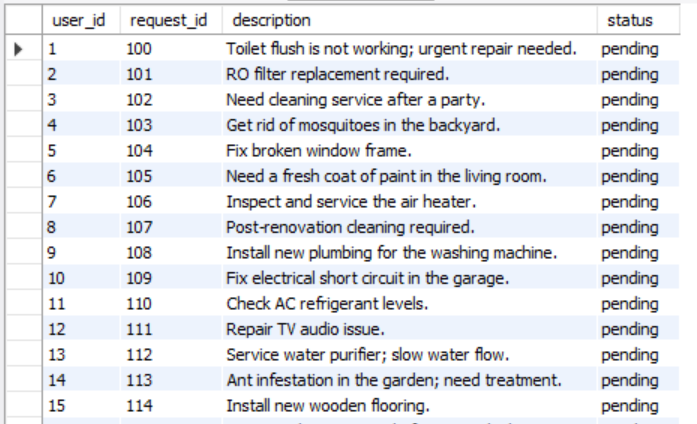 user_id request_id description status
1 100 Toilet flush is not working; urgent repair needed. pending
2 101 RO filter replacement required. pending
3 102 Need cleaning service after a party. pending
4 103 Get rid of mosquitoes in the backyard. pending
5 104 Fix broken window frame. pending
6 105 Need a fresh coat of paint in the living room. pending
7 106 Inspect and service the air heater. pending
8 107 Post-renovation cleaning required. pending
9 108 Install new plumbing for the washing machine. pending
10 109 Fix electrical short circuit in the garage. pending
11 110 Check AC refrigerant levels. pending
12 111 Repair TV audio issue. pending
13 112 Service water purifier; slow water flow. pending
14 113 Ant infestation in the garden; need treatment. pending
15 114 Install new wooden flooring. pending